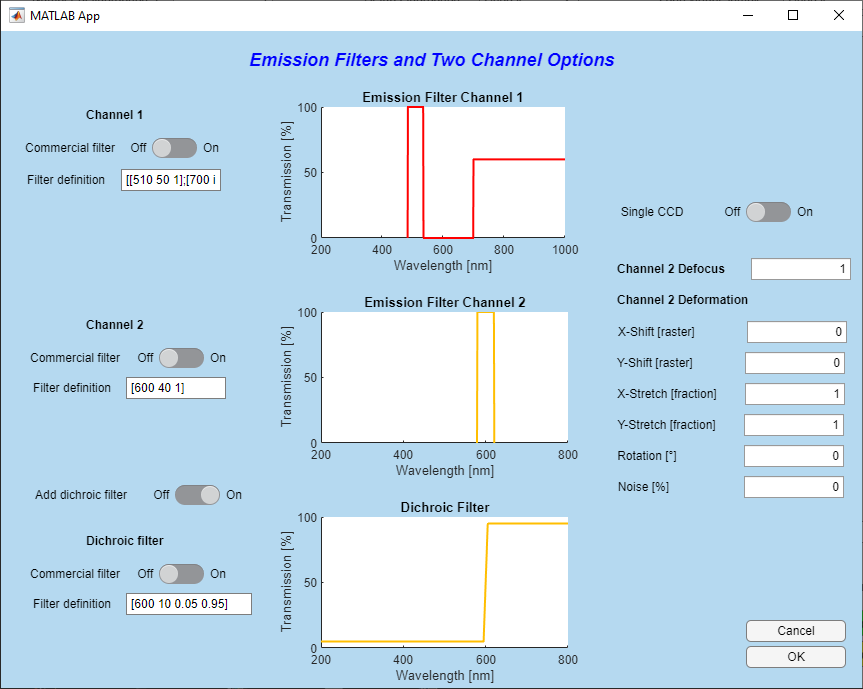 MATLAB App
Emission Filters and Two Channel Options
Channel 1
Commercial filter Off On
Filter definition [[510 50 1];[700 i
Emission Filter Channel 1
Transmission [%]
100
50
0
200 400 600 800 1000
Wavelength [nm]
Channel 2
Commercial filter Off On
Filter definition [600 40 1]
Emission Filter Channel 2
Transmission [%]
100
50
0
200 400 600 800
Wavelength [nm]
Add dichroic filter Off On
Dichroic filter
Commercial filter Off On
Filter definition [600 10 0.05 0.95]
Dichroic Filter
Transmission [%]
100
50
0
200 400 600 800
Wavelength [nm]
Single CCD Off On
Channel 2 Defocus 1
Channel 2 Deformation
X-Shift [raster] 0
Y-Shift [raster] 0
X-Stretch [fraction] 1
Y-Stretch [fraction] 1
Rotation [°] 0
Noise [%] 0
Cancel
OK